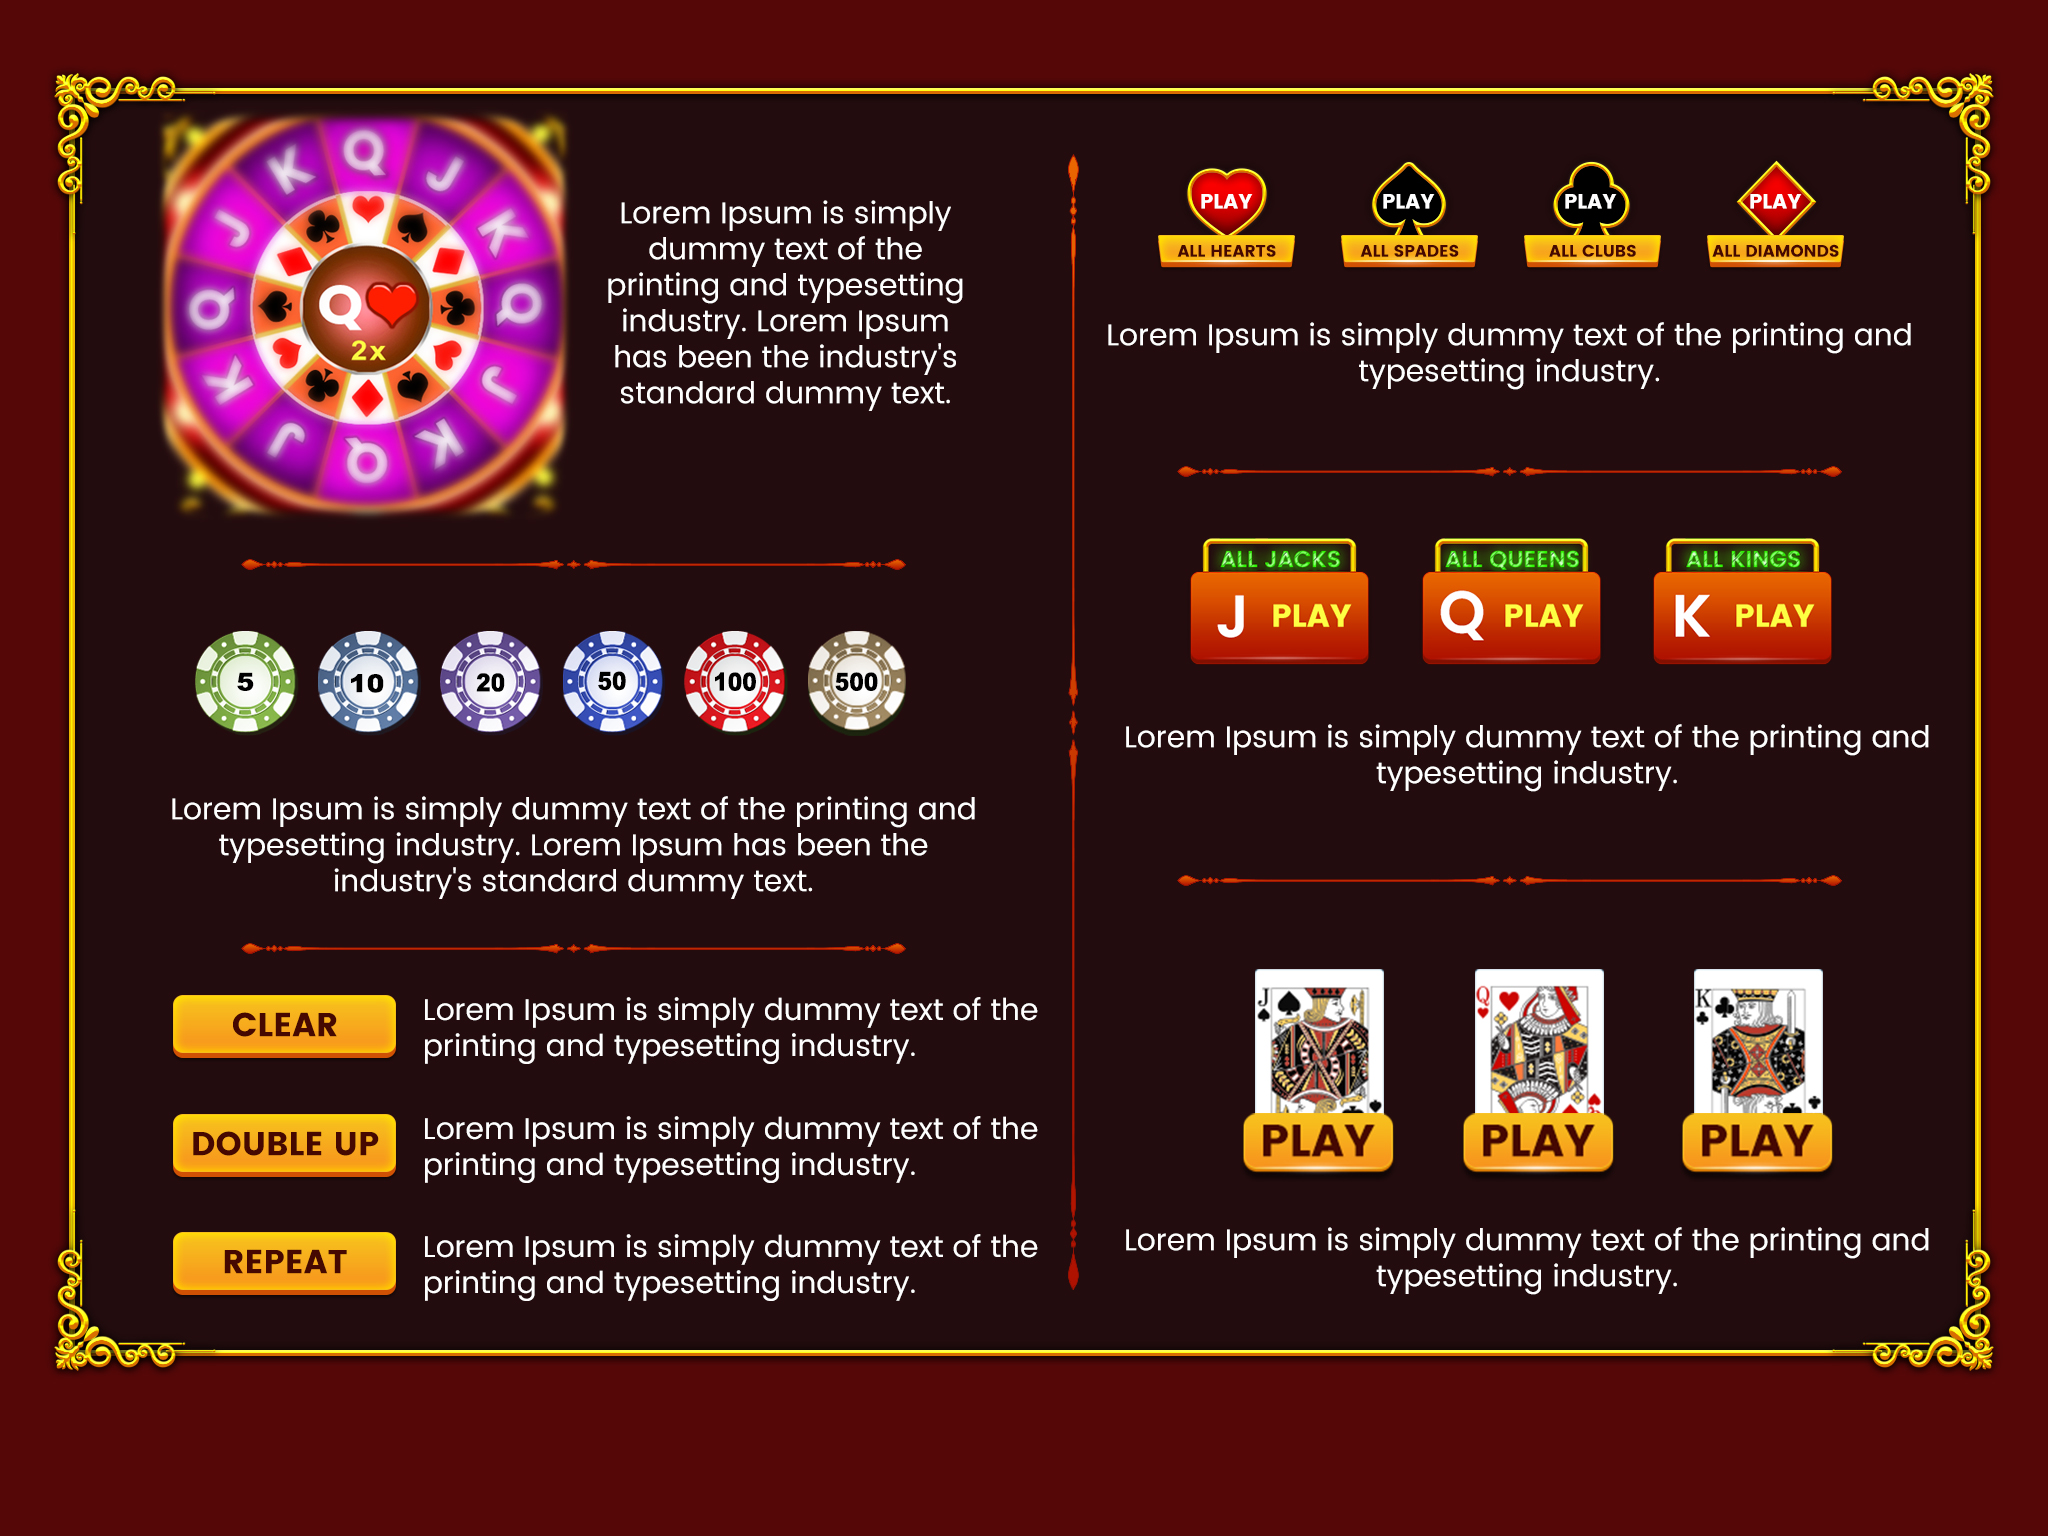 Q
J
K
Q
J
K
Q
J
K
Q
J
K
Q
2x
Lorem Ipsum is simply
dummy text of the
printing and typesetting
industry. Lorem Ipsum
has been the industry's
standard dummy text.
5
10
20
50
100
500
Lorem Ipsum is simply dummy text of the printing and
typesetting industry. Lorem Ipsum has been the
industry's standard dummy text.
CLEAR
Lorem Ipsum is simply dummy text of the
printing and typesetting industry.
DOUBLE UP
Lorem Ipsum is simply dummy text of the
printing and typesetting industry.
REPEAT
Lorem Ipsum is simply dummy text of the
printing and typesetting industry.
PLAY
ALL HEARTS
PLAY
ALL SPADES
PLAY
ALL CLUBS
PLAY
ALL DIAMONDS
Lorem Ipsum is simply dummy text of the printing and
typesetting industry.
ALL JACKS
J PLAY
ALL QUEENS
Q PLAY
ALL KINGS
K PLAY
Lorem Ipsum is simply dummy text of the printing and
typesetting industry.
J
PLAY
Q
PLAY
K
PLAY
Lorem Ipsum is simply dummy text of the printing and
typesetting industry.